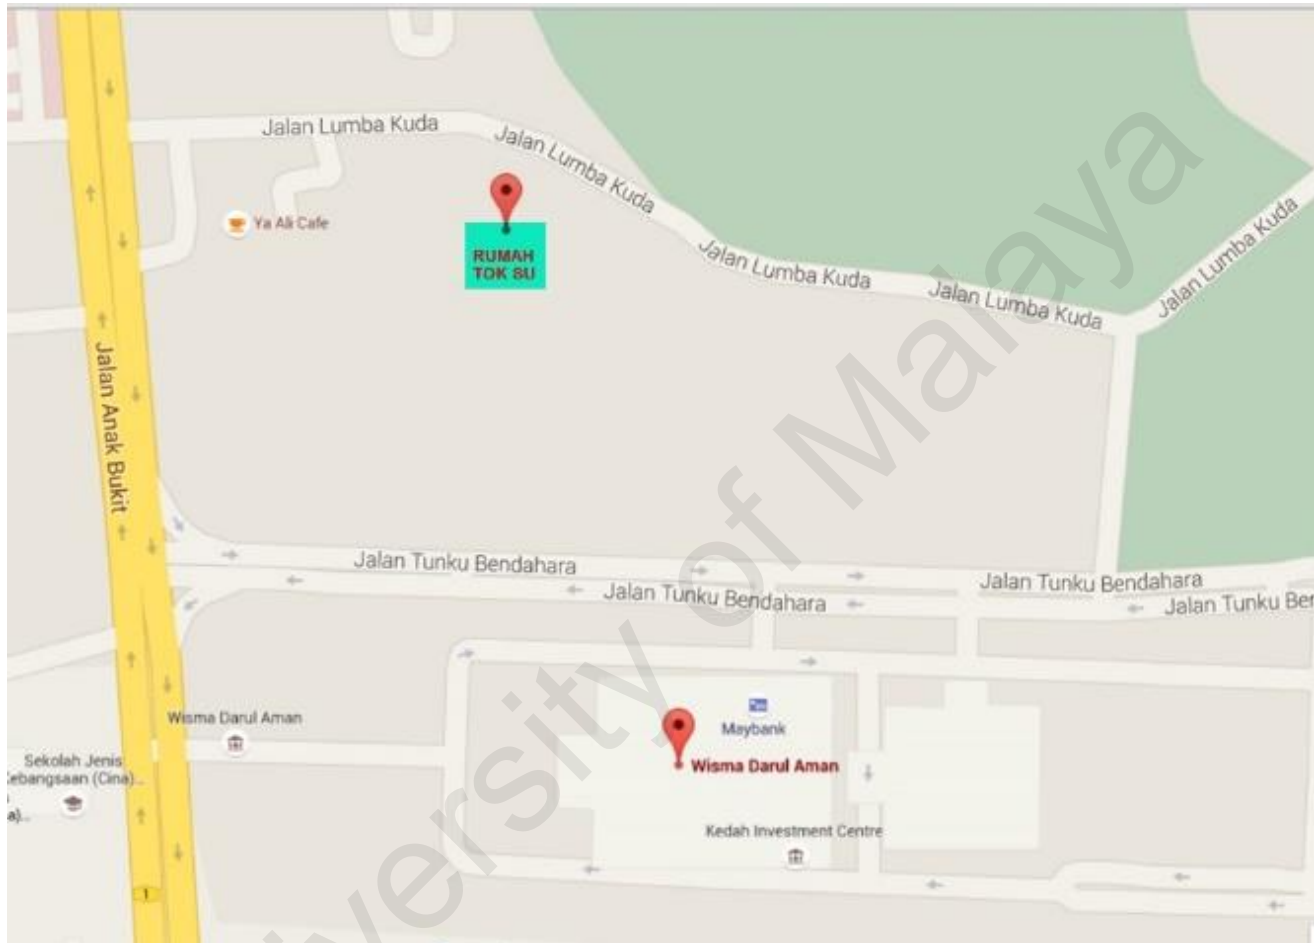 Jalan Lumba Kuda
Jalan Lumba Kuda
Ya Ali Cafe
RUMAH
TOK SU
Jalan Lumba Kuda
Jalan Lumba Kuda
Jalan Lumba Kuda
Jalan Anak Bukit
Jalan Tunku Bendahara
Jalan Tunku Bendahara
Jalan Tunku Bendahara
Jalan Tunku Ber
Wisma Darul Aman
Maybank
Wisma Darul Aman
Sekolah Jenis
Kebangsaan (Cina)...
a)...
Kedah Investment Centre
1
University of Malaya